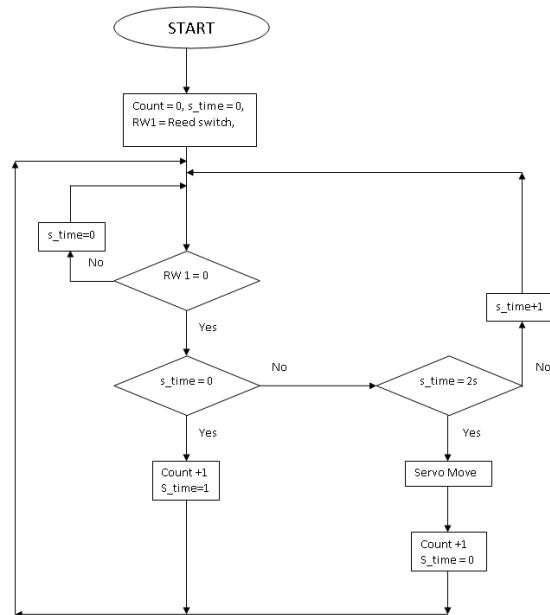 START
Count = 0, s_time = 0,
RW1 = Reed switch,
s_time=0
No
RW 1 = 0
s_time+1
Yes
s_time = 0
No
s_time = 2s
No
Yes
Yes
Count +1
S_time=1
Servo Move
Count +1
S_time = 0